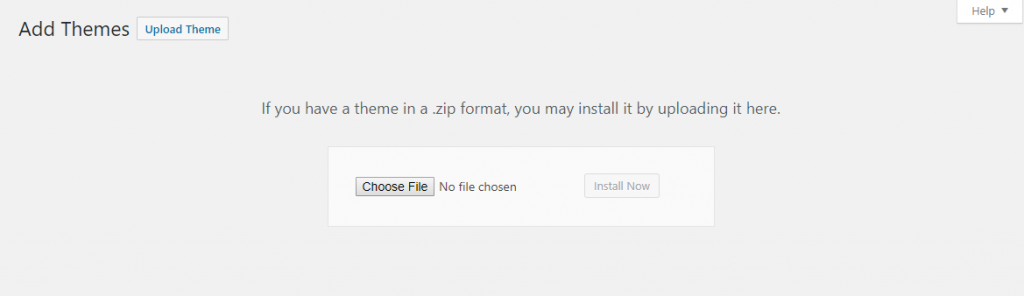 Help ▼
Add Themes Upload Theme
If you have a theme in a .zip format, you may install it by uploading it here.
Choose File No file chosen Install Now